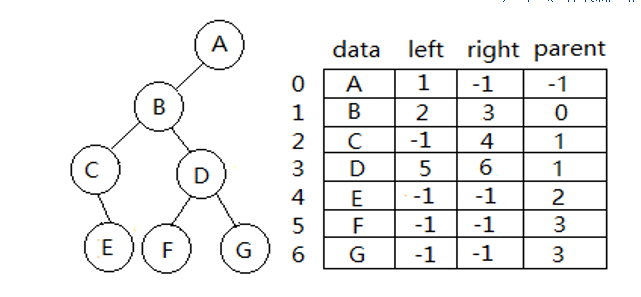 A
B
C
D
E
F
G
data left right parent
0 A 1 -1 -1
1 B 2 3 0
2 C -1 4 1
3 D 5 6 1
4 E -1 -1 2
5 F -1 -1 3
6 G -1 -1 3